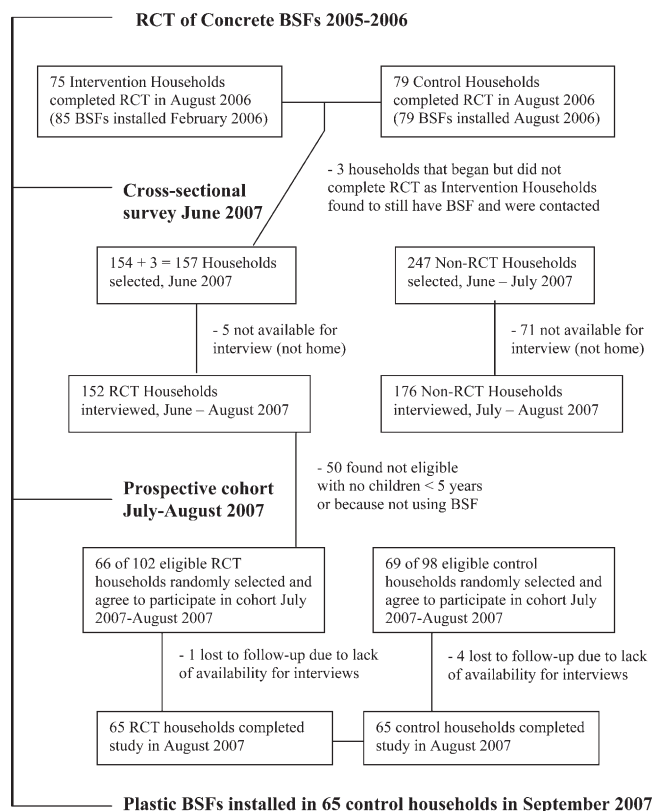 RCT of Concrete BSFs 2005-2006
75 Intervention Households
completed RCT in August 2006
(85 BSFs installed February 2006)
79 Control Households
completed RCT in August 2006
(79 BSFs installed August 2006)
- 3 households that began but did not
complete RCT as Intervention Households
found to still have BSF and were contacted
Cross-sectional
survey June 2007
154 + 3 = 157 Households
selected, June 2007
247 Non-RCT Households
selected, June – July 2007
- 5 not available for
interview (not home)
- 71 not available for
interview (not home)
152 RCT Households
interviewed, June – August 2007
176 Non-RCT Households
interviewed, July – August 2007
- 50 found not eligible
with no children < 5 years
or because not using BSF
Prospective cohort
July-August 2007
66 of 102 eligible RCT
households randomly selected and
agree to participate in cohort July
2007-August 2007
69 of 98 eligible control
households randomly selected and
agree to participate in cohort July
2007-August 2007
- 1 lost to follow-up due to lack
of availability for interviews
- 4 lost to follow-up due to lack
of availability for interviews
65 RCT households completed
study in August 2007
65 control households completed
study in August 2007
Plastic BSFs installed in 65 control households in September 2007